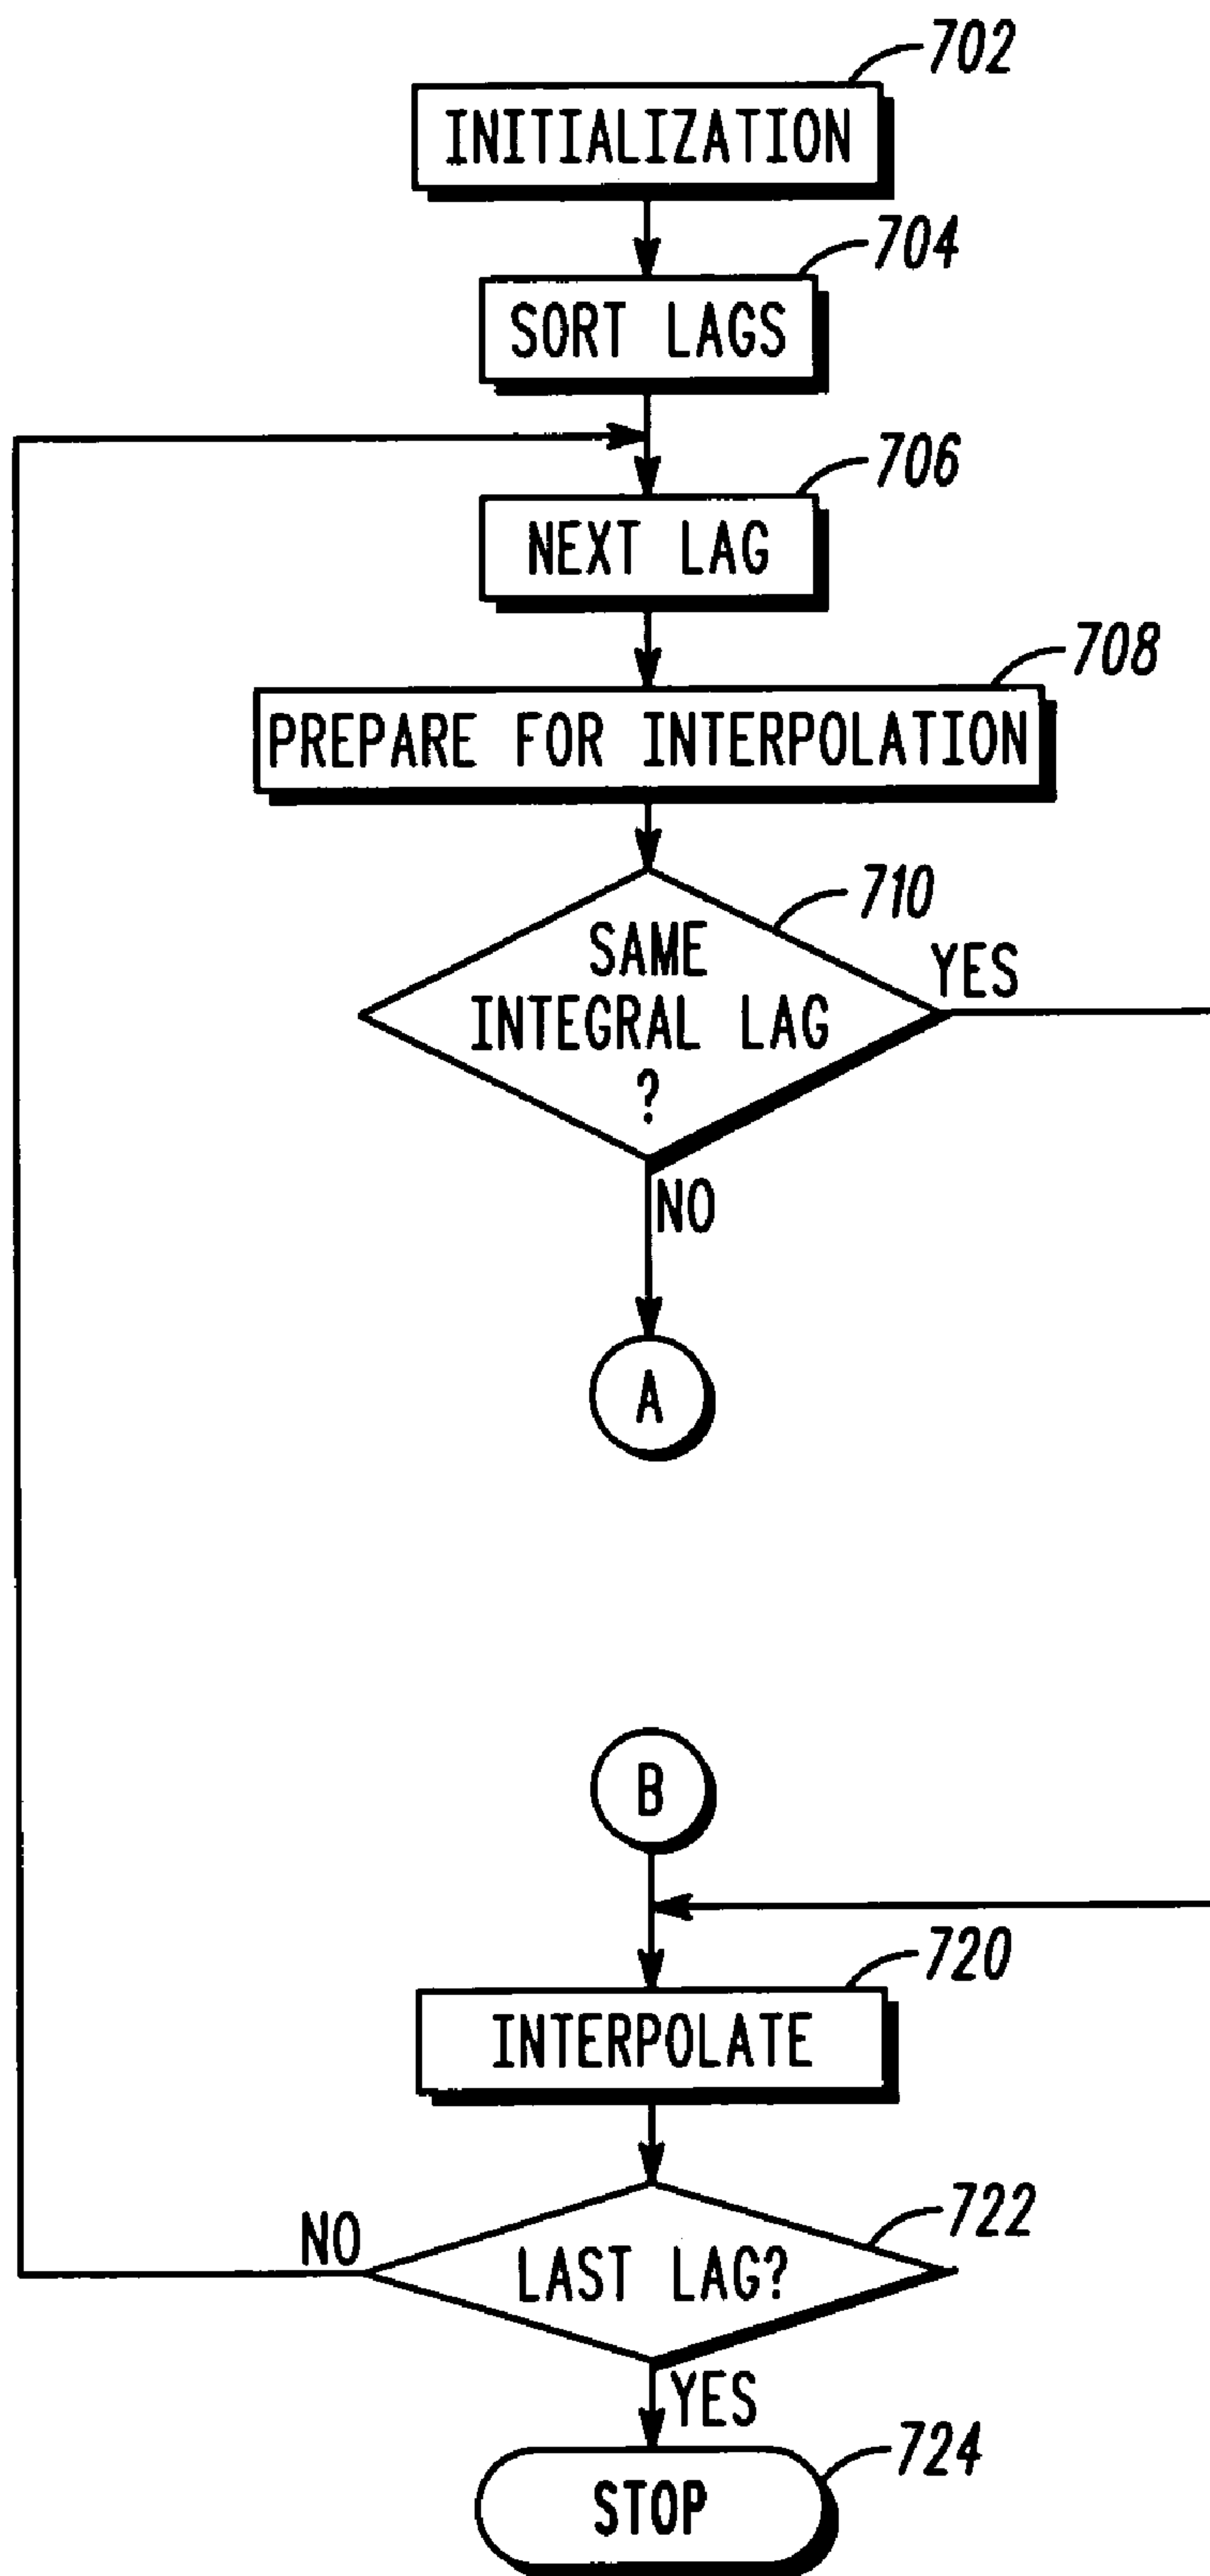 702
INITIALIZATION
704
SORT LAGS
706
NEXT LAG
708
PREPARE FOR INTERPOLATION
710
SAME
INTEGRAL LAG
?
YES
NO
A
B
720
INTERPOLATE
722
LAST LAG?
NO
YES
724
STOP